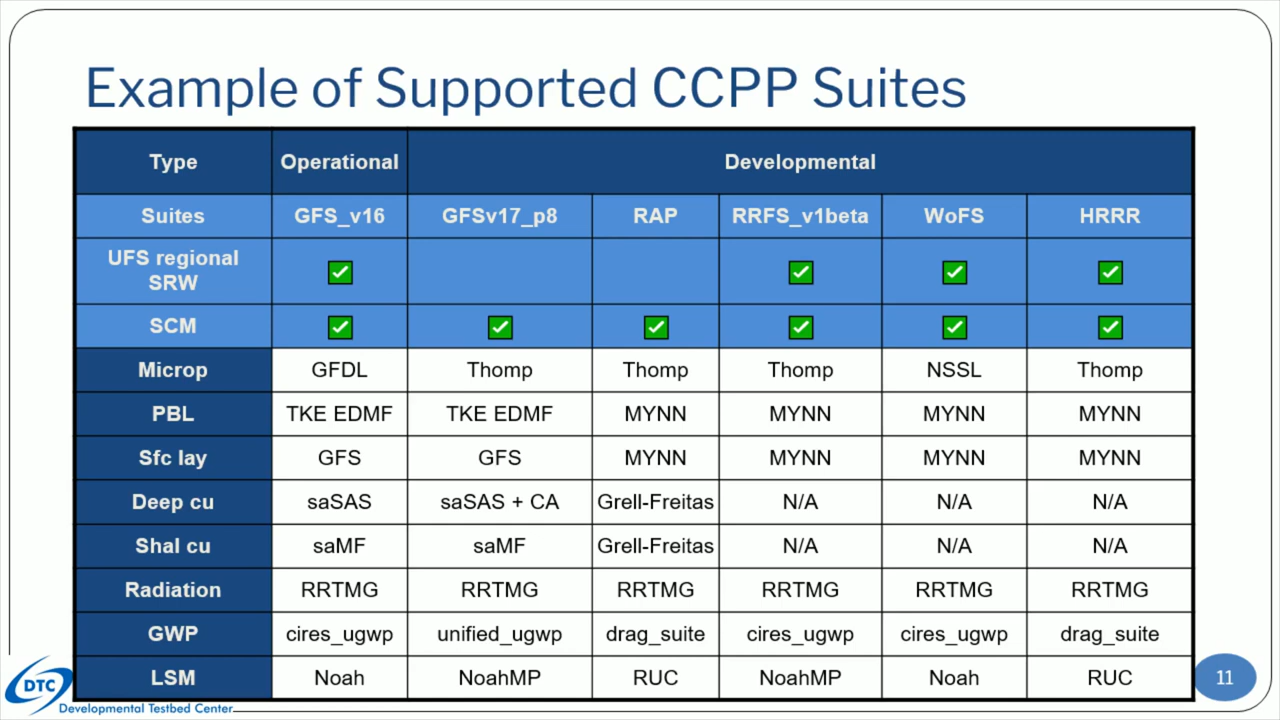 Example of Supported CCPP Suites
Type Operational Developmental
Suites GFS_v16 GFSv17_p8 RAP RRFS_v1beta WoFS HRRR
UFS regional
SRW ✅ ✅ ✅ ✅
SCM ✅ ✅ ✅ ✅ ✅ ✅
Microp GFDL Thomp Thomp Thomp NSSL Thomp
PBL TKE EDMF TKE EDMF MYNN MYNN MYNN MYNN
Sfc lay GFS GFS MYNN MYNN MYNN MYNN
Deep cu saSAS saSAS + CA Grell-Freitas N/A N/A N/A
Shal cu saMF saMF Grell-Freitas N/A N/A N/A
Radiation RRTMG RRTMG RRTMG RRTMG RRTMG RRTMG
GWP cires_ugwp unified_ugwp drag_suite cires_ugwp cires_ugwp drag_suite
LSM Noah NoahMP RUC NoahMP Noah RUC
DTC
Developmental Testbed Center
11